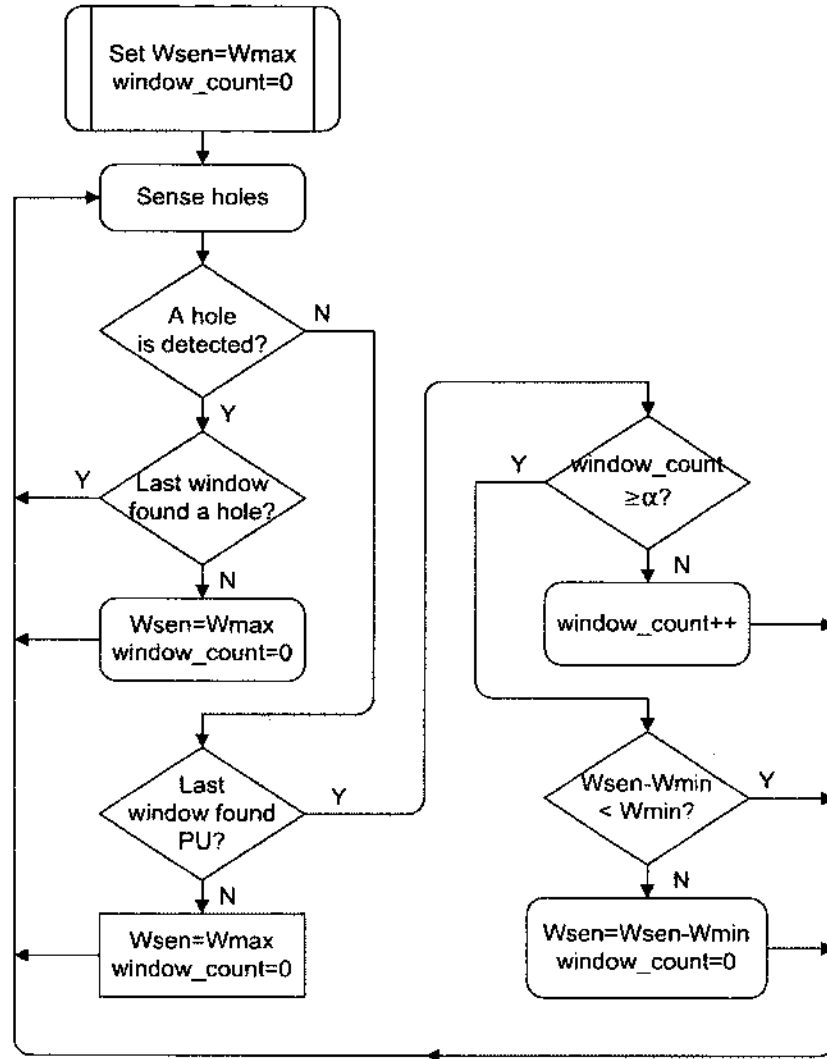 Set Wsen=Wmax
window_count=0
Sense holes
A hole
is detected?
N
Y
Last window
found a hole?
Y
N
Wsen=Wmax
window_count=0
Last
window found
PU?
Y
N
Wsen=Wmax
window_count=0
window_count
≥α?
Y
N
window_count++
Wsen-Wmin
< Wmin?
Y
N
Wsen=Wsen-Wmin
window_count=0